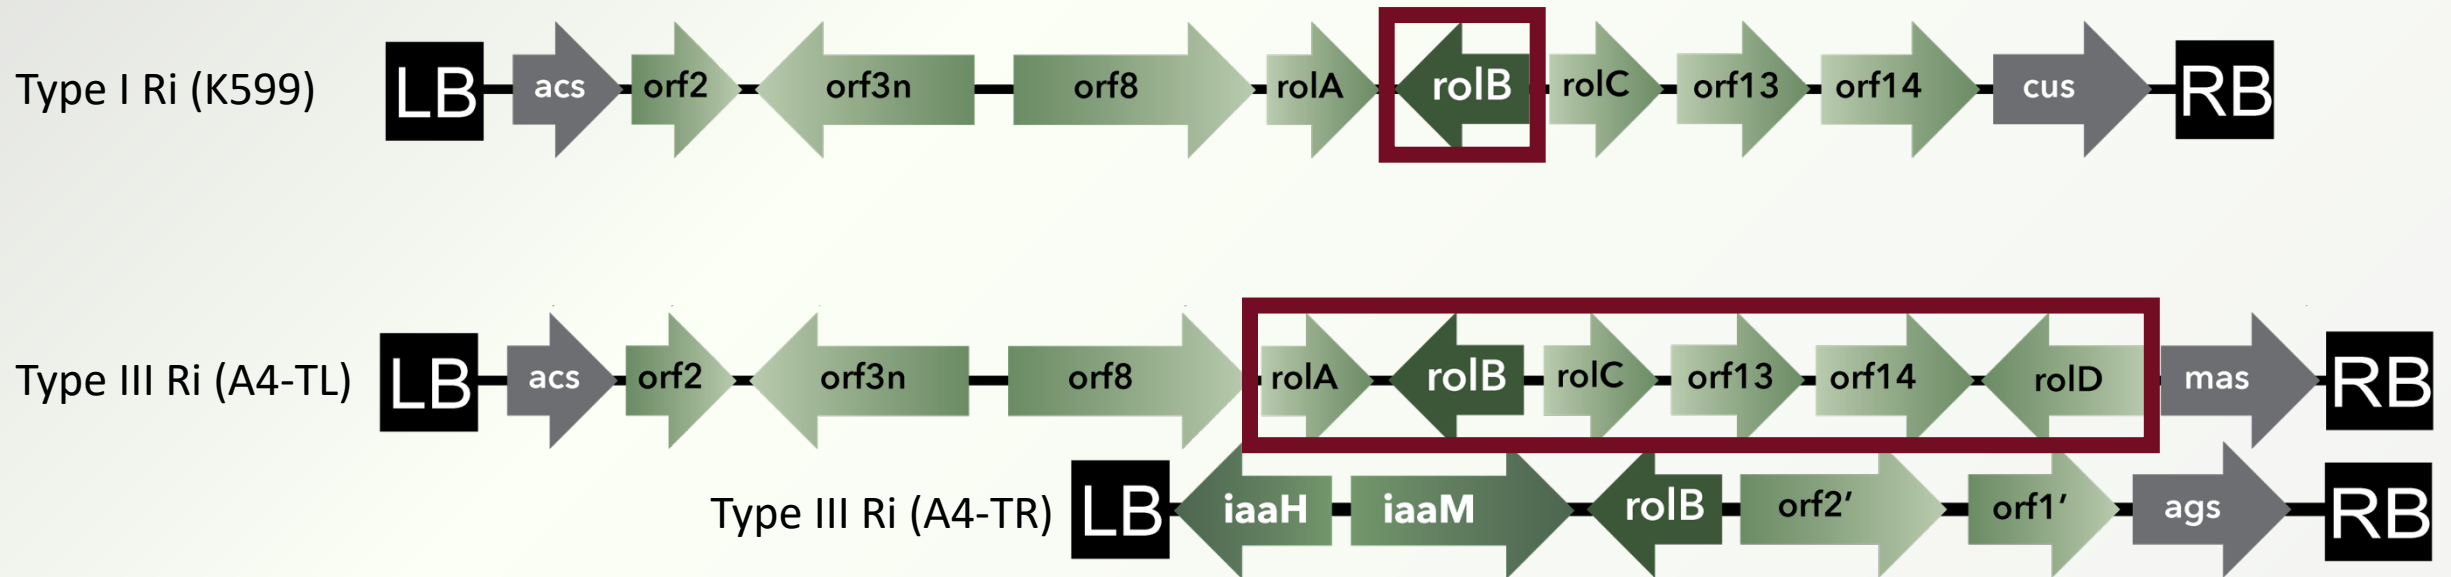 Type I Ri (K599) LB acs orf2 orf3n orf8 rolA rolB rolC orf13 orf14 cus RB
Type III Ri (A4-TL) LB acs orf2 orf3n orf8 rolA rolB rolC orf13 orf14 rolD mas RB
Type III Ri (A4-TR) LB iaaH iaaM rolB orf2’ orf1’ ags RB